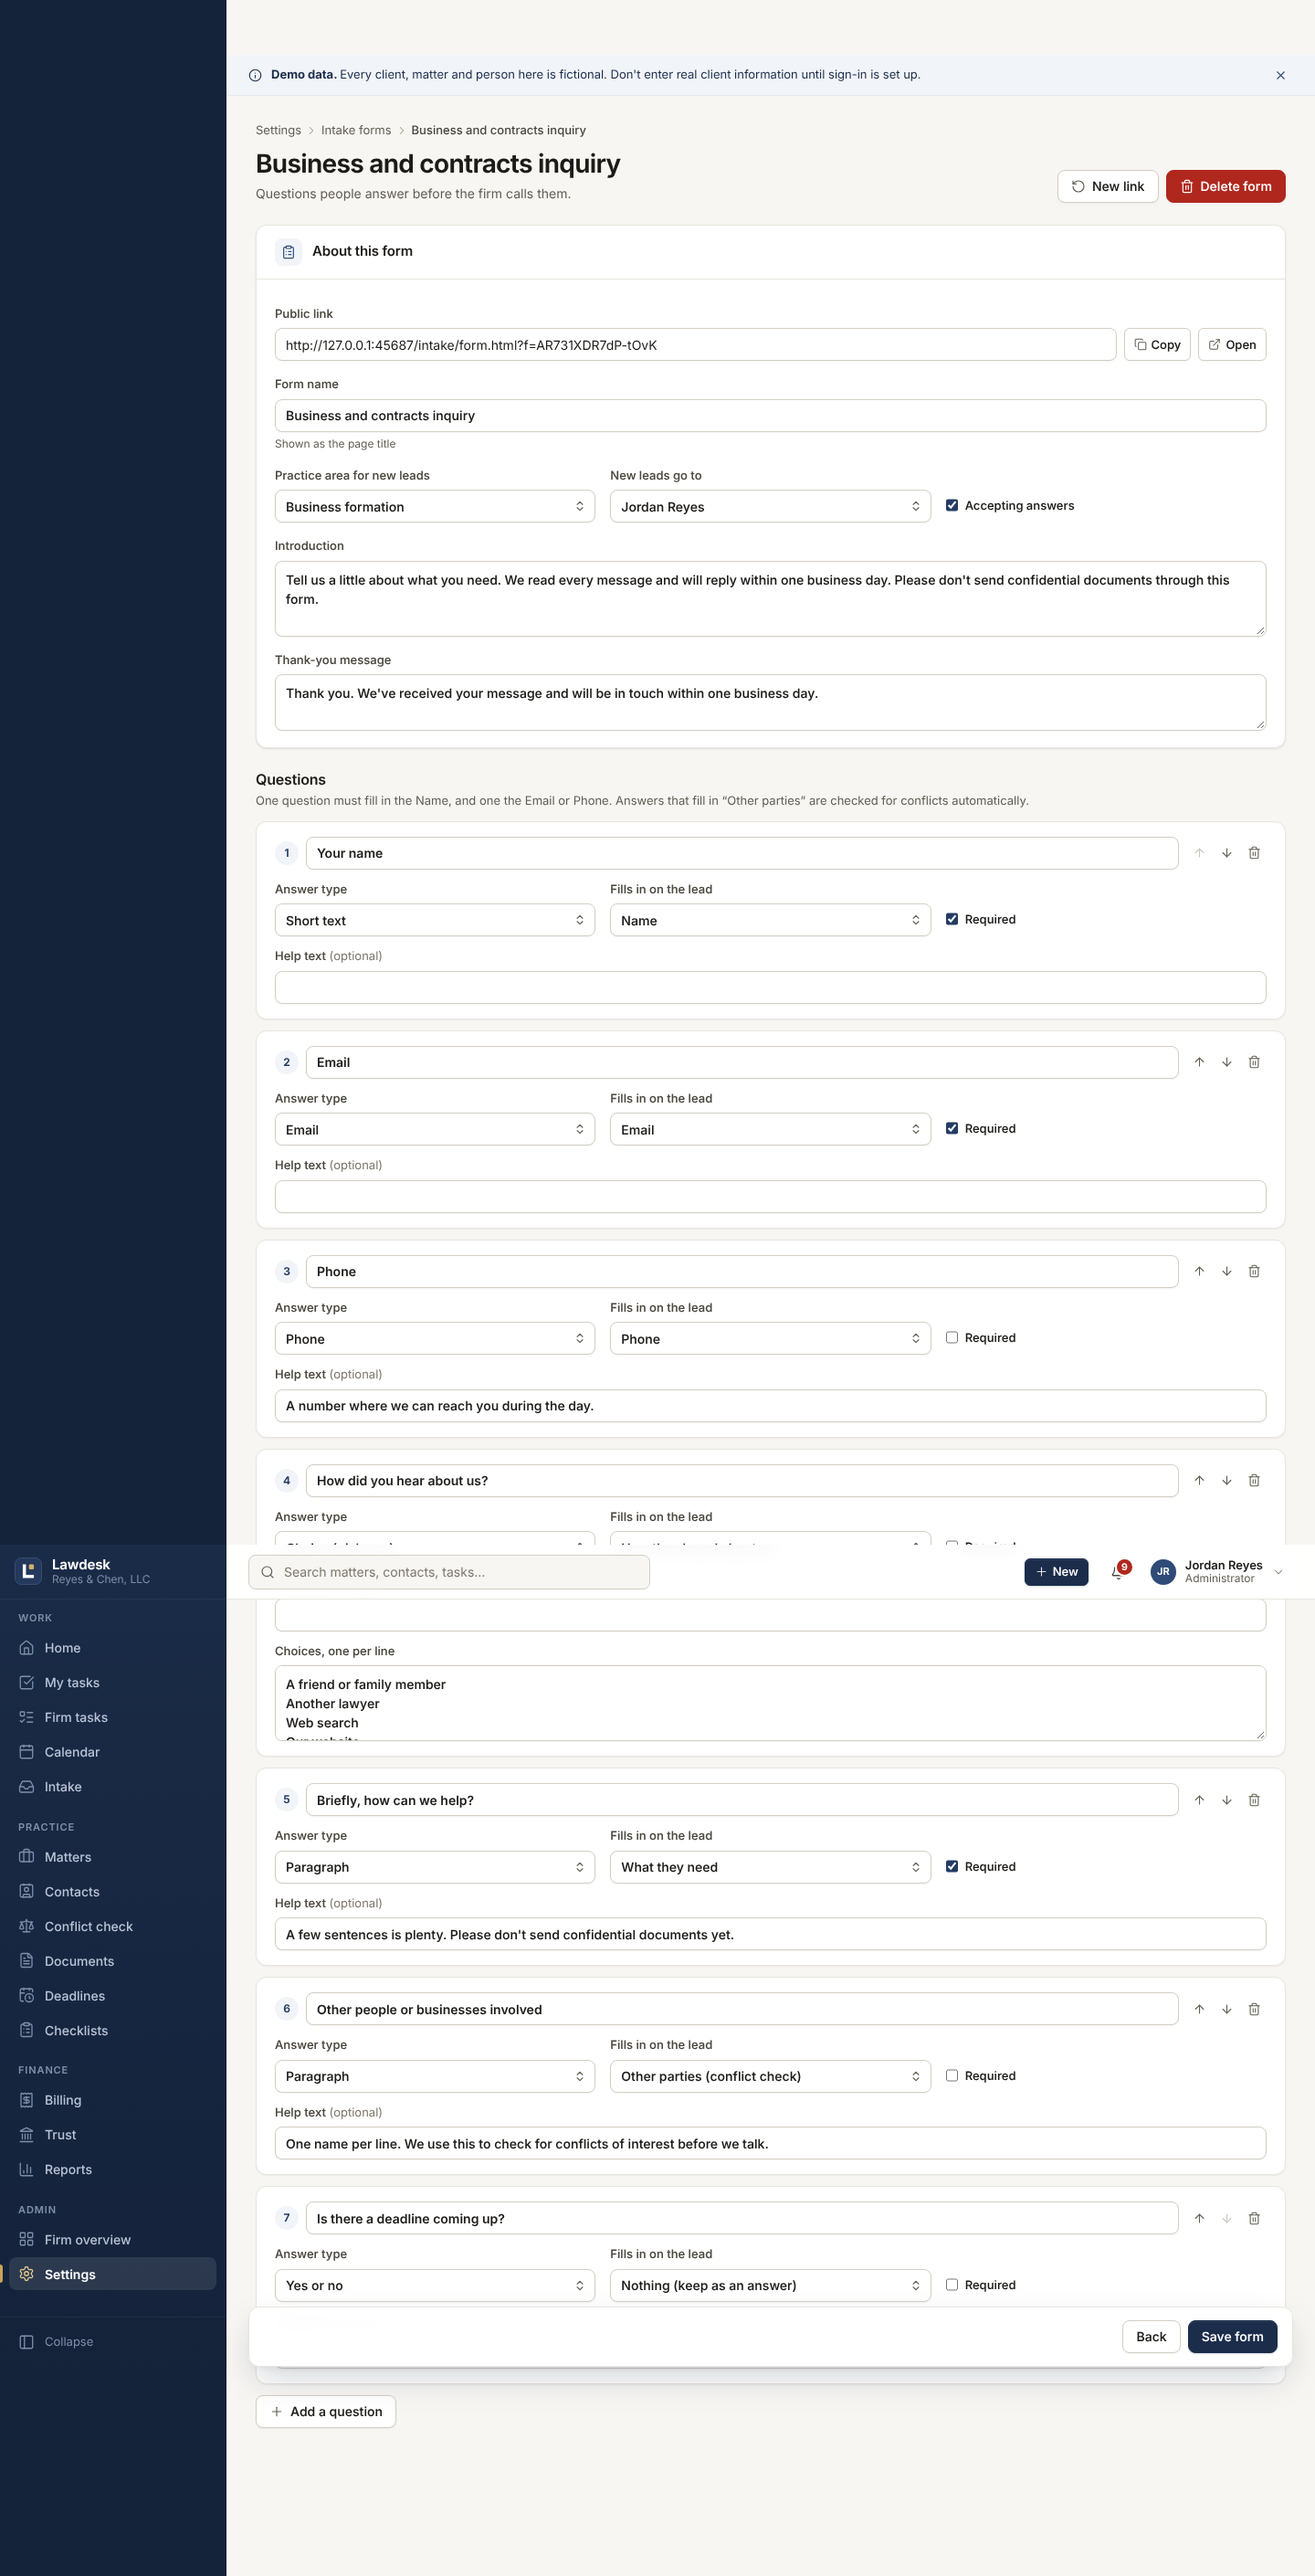 Demo data. Every client, matter and person here is fictional. Don't enter real client information until sign-in is set up.
Settings
Intake forms
Business and contracts inquiry
Business and contracts inquiry
Questions people answer before the firm calls them.
New link
Delete form
About this form
Public link
http://127.0.0.1:45687/intake/form.html?f=AR731XDR7dP-tOvK
Copy
Open
Form name
Business and contracts inquiry
Shown as the page title
Practice area for new leads
New leads go to
Business formation
Jordan Reyes
Accepting answers
Introduction
Tell us a little about what you need. We read every message and will reply within one business day. Please don't send confidential documents through this
form.
Thank-you message
Thank you. We've received your message and will be in touch within one business day.
Questions
One question must fill in the Name, and one the Email or Phone. Answers that fill in “Other parties” are checked for conflicts automatically.
1
Your name
Answer type
Fills in on the lead
Short text
Name
Required
Help text (optional)
2
Email
Answer type
Fills in on the lead
Email
Email
Required
Help text (optional)
3
Phone
Answer type
Fills in on the lead
Phone
Phone
Required
Help text (optional)
A number where we can reach you during the day.
4
How did you hear about us?
Answer type
Fills in on the lead
Lawdesk
Reyes & Chen, LLC
Search matters, contacts, tasks...
New
9
JR
Jordan Reyes
Administrator
WORK
Home
My tasks
Firm tasks
Calendar
Intake
PRACTICE
Matters
Contacts
Conflict check
Documents
Deadlines
Checklists
FINANCE
Billing
Trust
Reports
ADMIN
Firm overview
Settings
Collapse
Choices, one per line
A friend or family member
Another lawyer
Web search
5
Briefly, how can we help?
Answer type
Fills in on the lead
Paragraph
What they need
Required
Help text (optional)
A few sentences is plenty. Please don't send confidential documents yet.
6
Other people or businesses involved
Answer type
Fills in on the lead
Paragraph
Other parties (conflict check)
Required
Help text (optional)
One name per line. We use this to check for conflicts of interest before we talk.
7
Is there a deadline coming up?
Answer type
Fills in on the lead
Yes or no
Nothing (keep as an answer)
Required
Back
Save form
Add a question